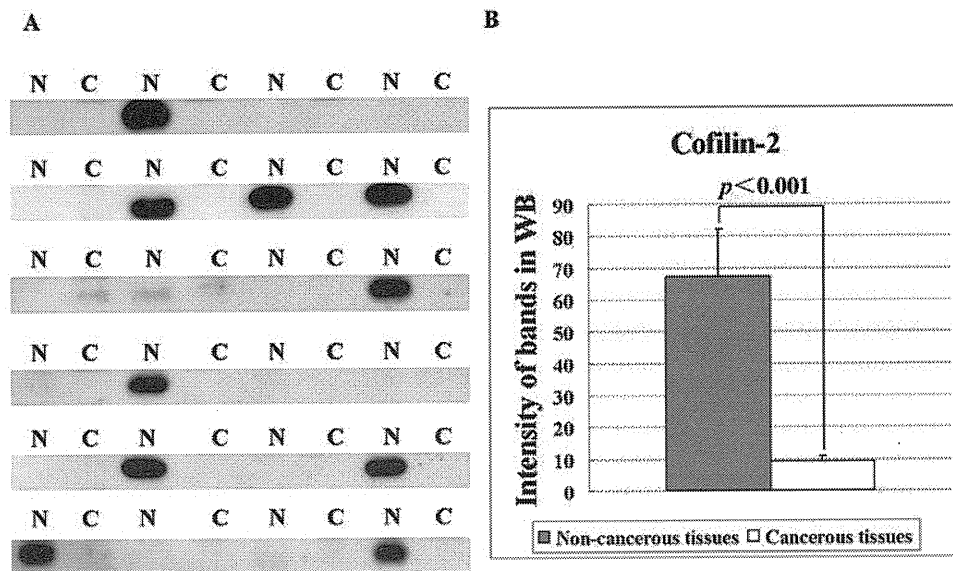 A
N C N C N C N C
N C N C N C N C
N C N C N C N C
N C N C N C N C
N C N C N C N C
N C N C N C N C
B
Cofilin-2
p<0.001
Intensity of bands in WB
90
80
70
60
50
40
30
20
10
0
Non-cancerous tissues Cancerous tissues